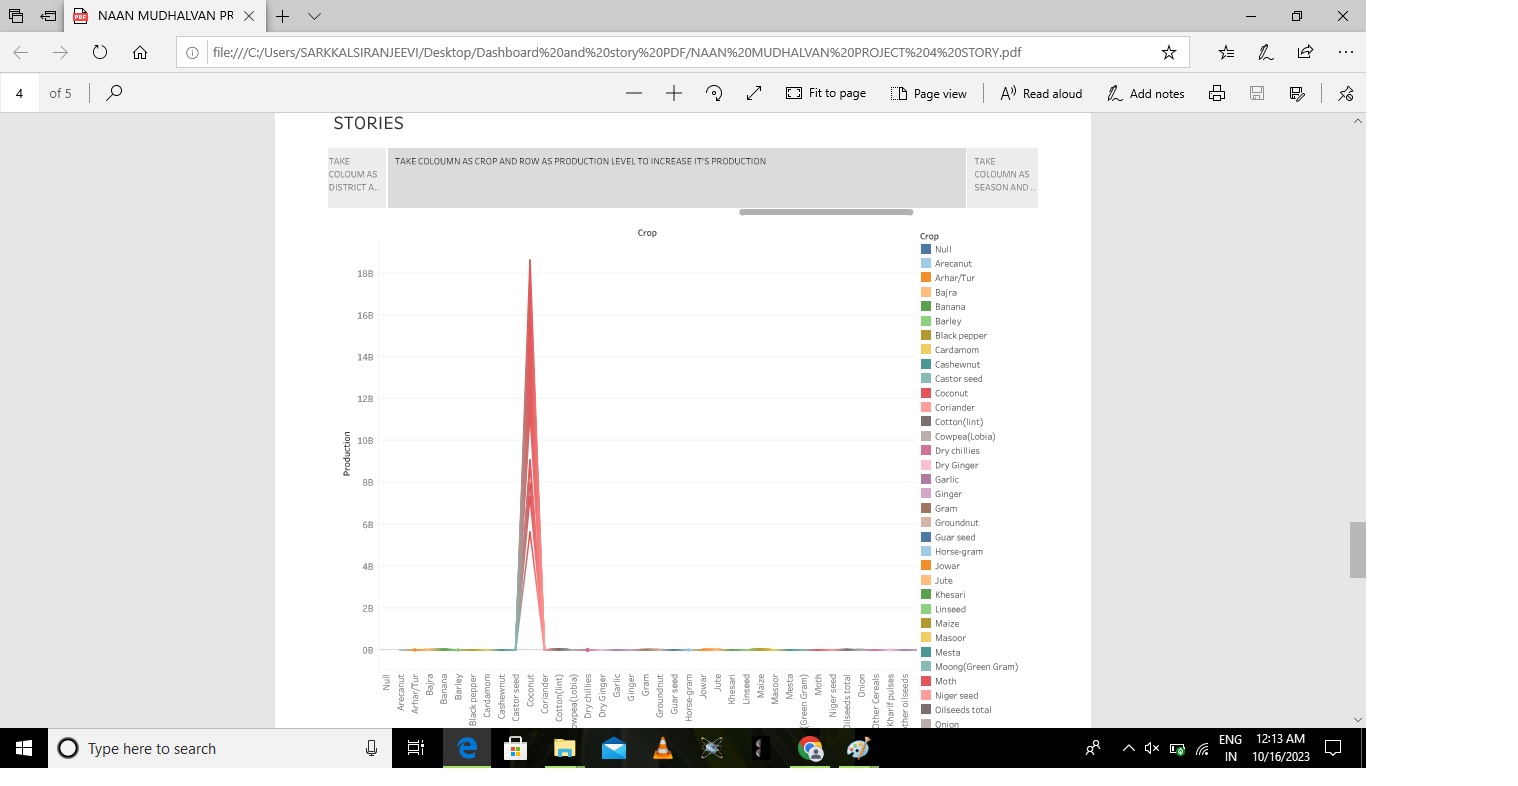 NAAN MUDHALVAN PR
file:///C:/Users/SARKKALSIRANJEEVI/Desktop/Dashboard%20and%20story%20PDF/NAAN%20MUDHALVAN%20PROJECT%204%20STORY.pdf
4 of 5
Fit to page
Page view
Read aloud
Add notes
STORIES
TAKE
COLOUM AS
DISTRICT A..
TAKE COLOUMN AS CROP AND ROW AS PRODUCTION LEVEL TO INCREASE IT'S PRODUCTION
TAKE
COLOUMN AS
SEASON AND ..
Crop
18B
16B
14B
12B
10B
8B
6B
4B
2B
0B
Production
Null
Arecanut
Arhar/Tur
Bajra
Banana
Barley
Black pepper
Cardamom
Cashewnut
Castor seed
Coconut
Coriander
Cotton(lint)
owpea(Lobia)
Dry chillies
Dry Ginger
Garlic
Ginger
Gram
Groundnut
Guar seed
Horse-gram
Jowar
Jute
Khesari
Linseed
Maize
Masoor
Mesta
(Green Gram)
Moth
Niger seed
Oilseeds total
Onion
Other Cereals
Kharif pulses
ther oilseeds
Crop
Null
Arecanut
Arhar/Tur
Bajra
Banana
Barley
Black pepper
Cardamom
Cashewnut
Castor seed
Coconut
Coriander
Cotton(lint)
Cowpea(Lobia)
Dry chillies
Dry Ginger
Garlic
Ginger
Gram
Groundnut
Guar seed
Horse-gram
Jowar
Jute
Khesari
Linseed
Maize
Masoor
Mesta
Moong(Green Gram)
Moth
Niger seed
Oilseeds total
Onion
Type here to search
ENG
IN
12:13 AM
10/16/2023